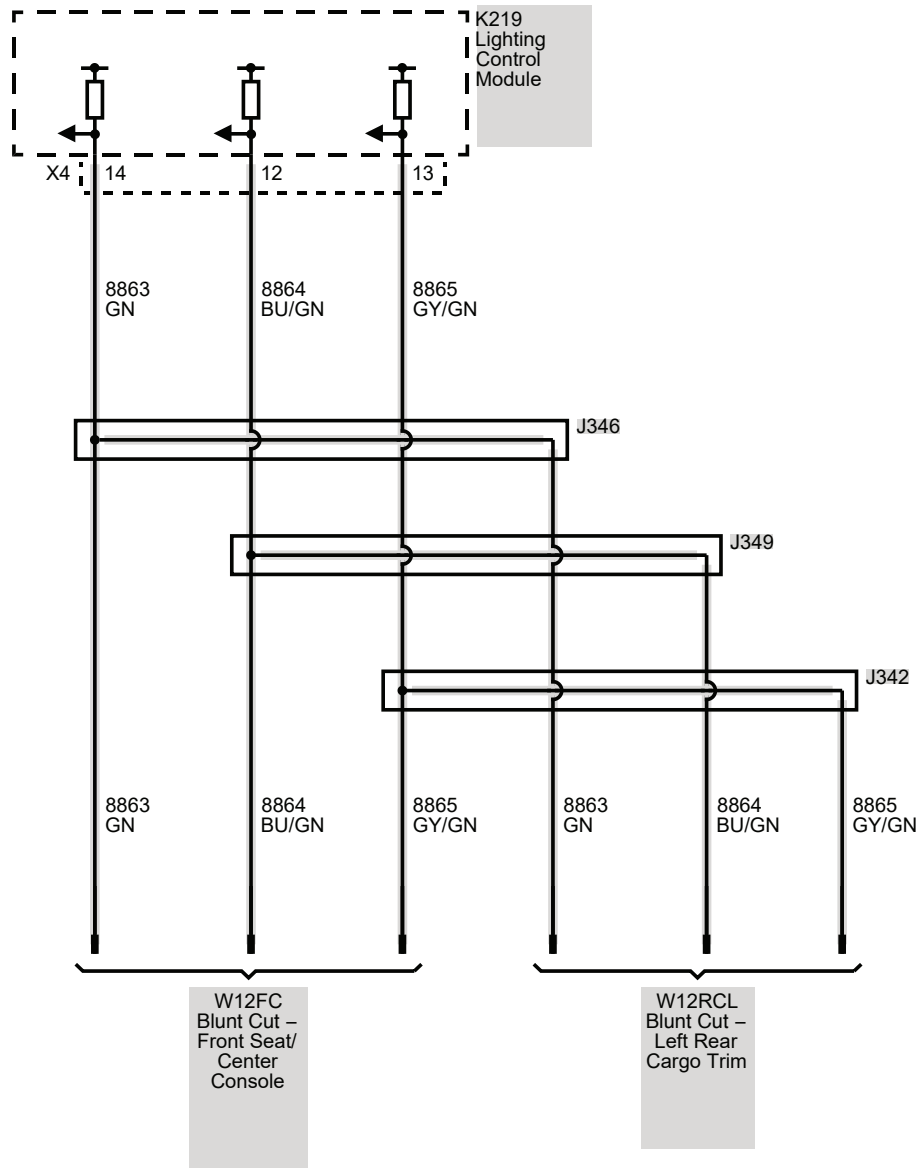 K219
Lighting
Control
Module
X4 14 12 13
8863
GN
8864
BU/GN
8865
GY/GN
J346
J349
J342
8863
GN
8864
BU/GN
8865
GY/GN
8863
GN
8864
BU/GN
8865
GY/GN
W12FC
Blunt Cut –
Front Seat/
Center
Console
W12RCL
Blunt Cut –
Left Rear
Cargo Trim